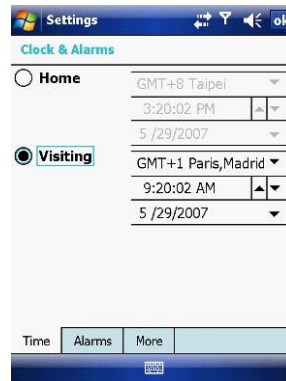 Settings ok
Clock & Alarms
Home GMT+8 Taipei
3:20:02 PM
5 /29/2007
Visiting GMT+1 Paris,Madrid
9:20:02 AM
5 /29/2007
Time Alarms More